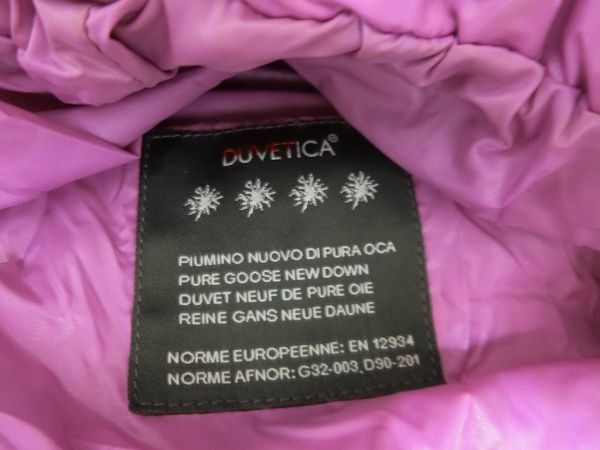 DUVETICA®
PIUMINO NUOVO DI PURA OCA
PURE GOOSE NEW DOWN
DUVET NEUF DE PURE OIE
REINE GANS NEUE DAUNE
NORME EUROPEENNE: EN 12934
NORME AFNOR: G32-003, D90-201